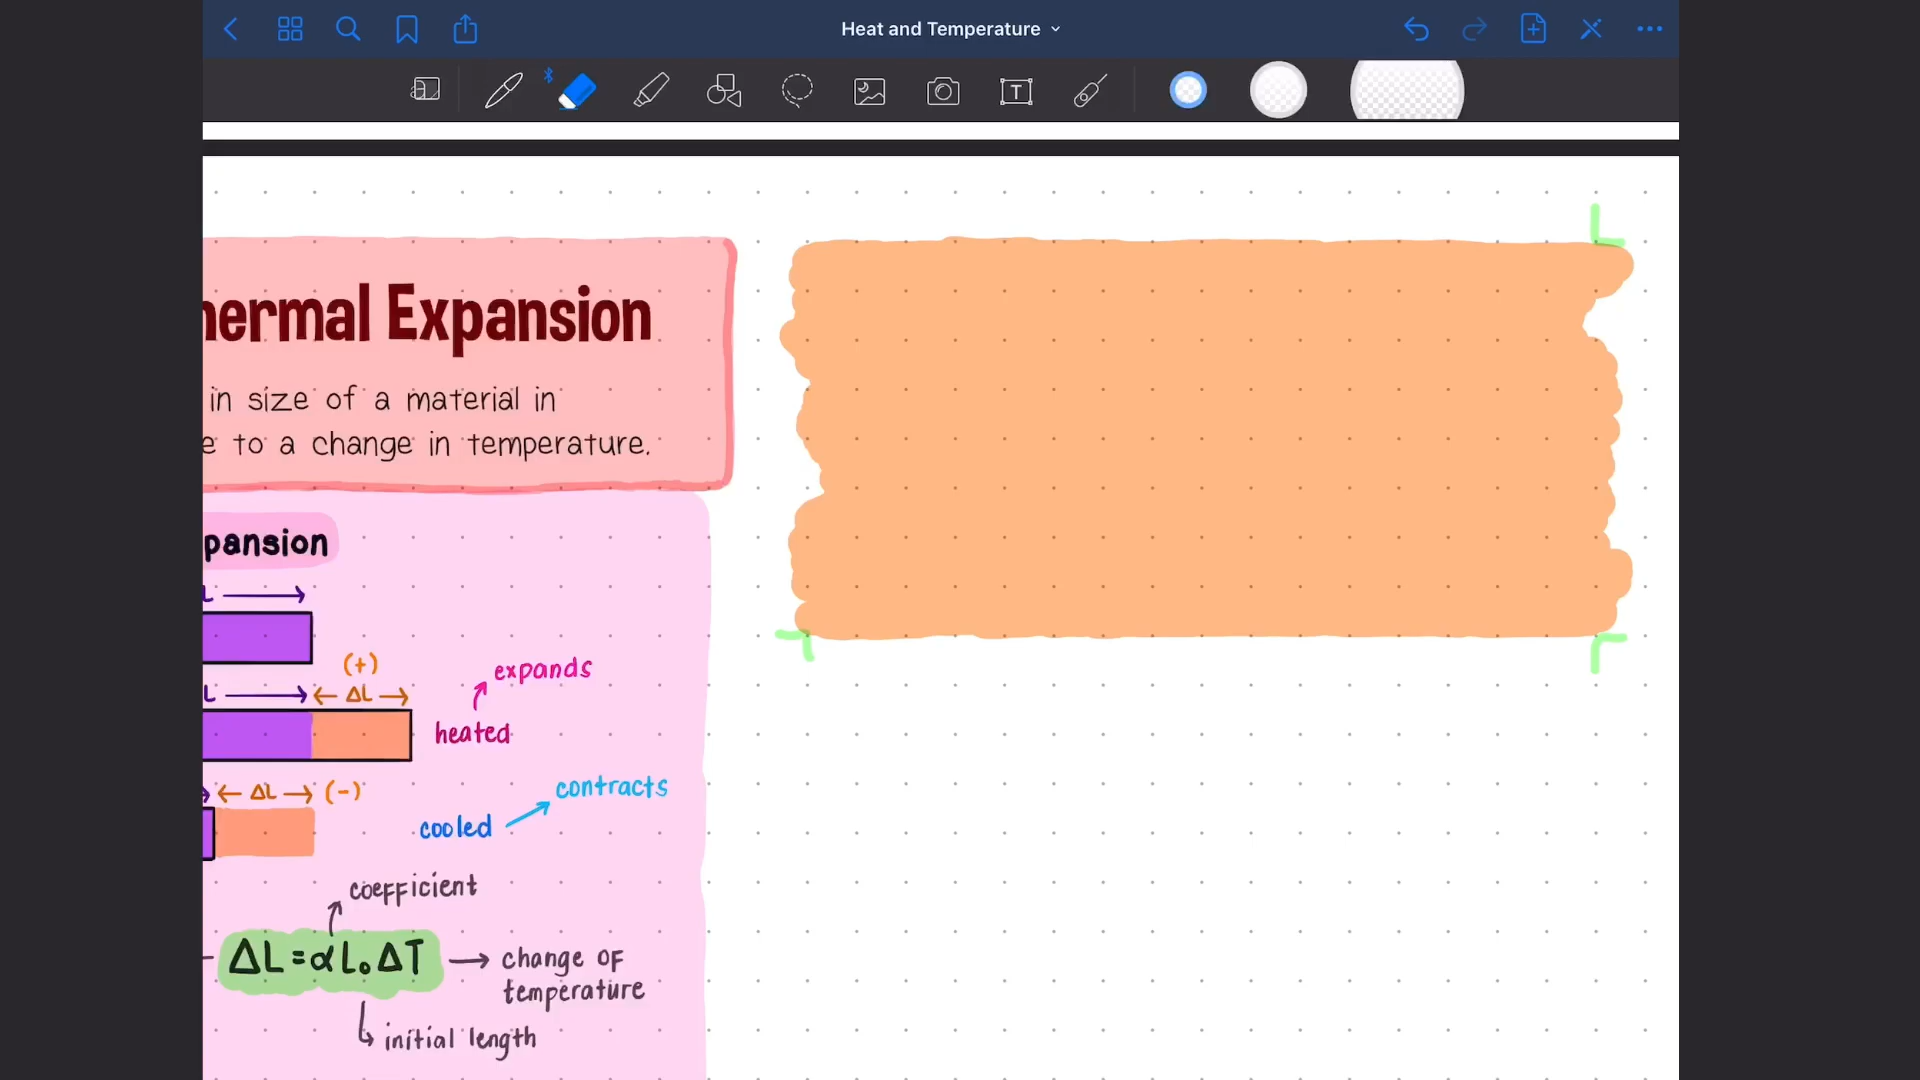 Heat and Temperature
T
hermal Expansion
in size of a material in
e to a change in temperature.
pansion
L
(+)
L ΔL
expands
heated
ΔL (-)
contracts
cooled
coefficient
ΔL=αL₀ΔT
change of
temperature
initial length